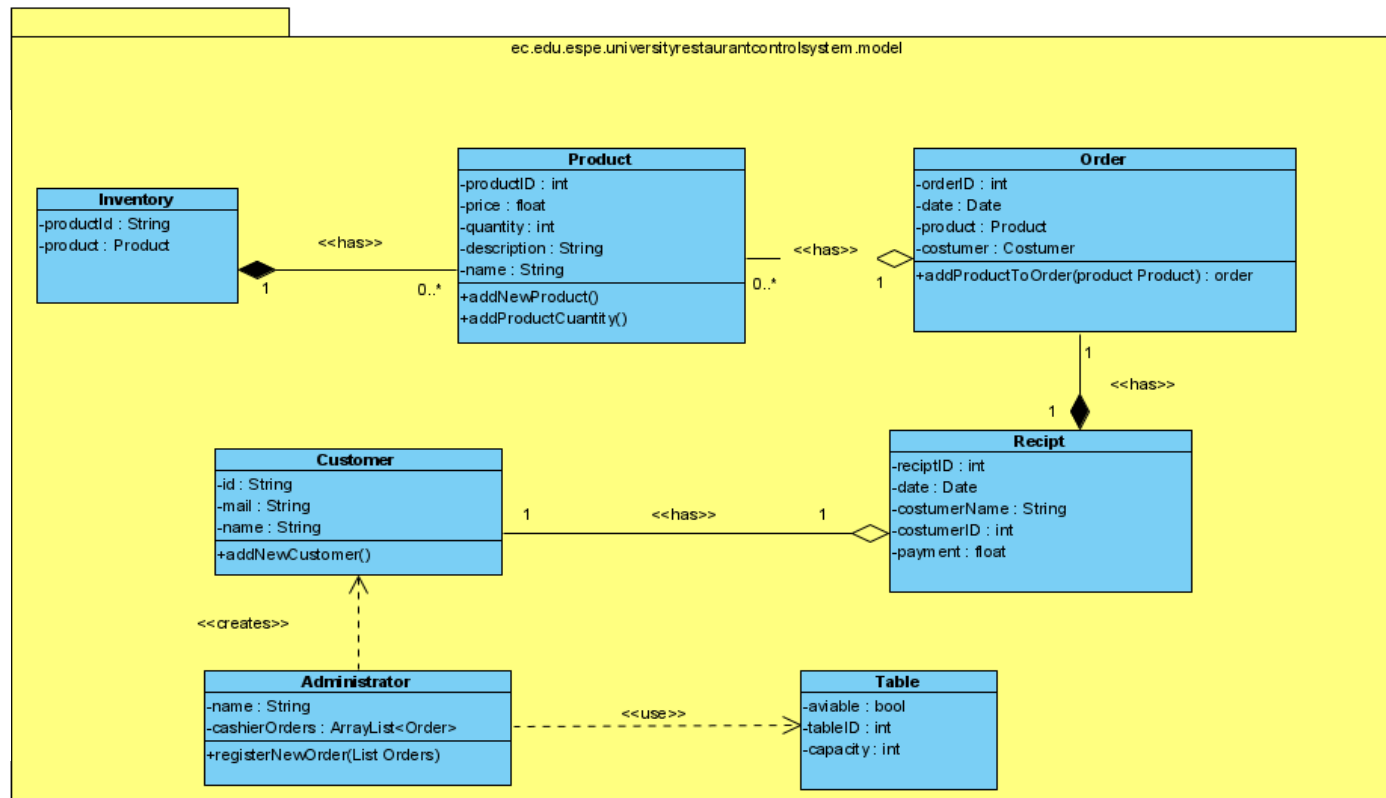 ec.edu.espe.universityrestaurantcontrolsystem.model
Inventory
-productId : String
-product : Product
<<has>>
1
0..*
Product
-productID : int
-price : float
-quantity : int
-description : String
-name : String
+addNewProduct()
+addProductCuantity()
<<has>>
0..*
1
Order
-orderID : int
-date : Date
-product : Product
-costumer : Costumer
+addProductToOrder(product Product) : order
1
<<has>>
1
Recipt
-reciptID : int
-date : Date
-costumerName : String
-costumerID : int
-payment : float
Customer
-id : String
-mail : String
-name : String
+addNewCustomer()
1
<<has>>
1
<<creates>>
Administrator
-name : String
-cashierOrders : ArrayList<Order>
+registerNewOrder(List Orders)
<<use>>
Table
-aviable : bool
-tableID : int
-capacity : int